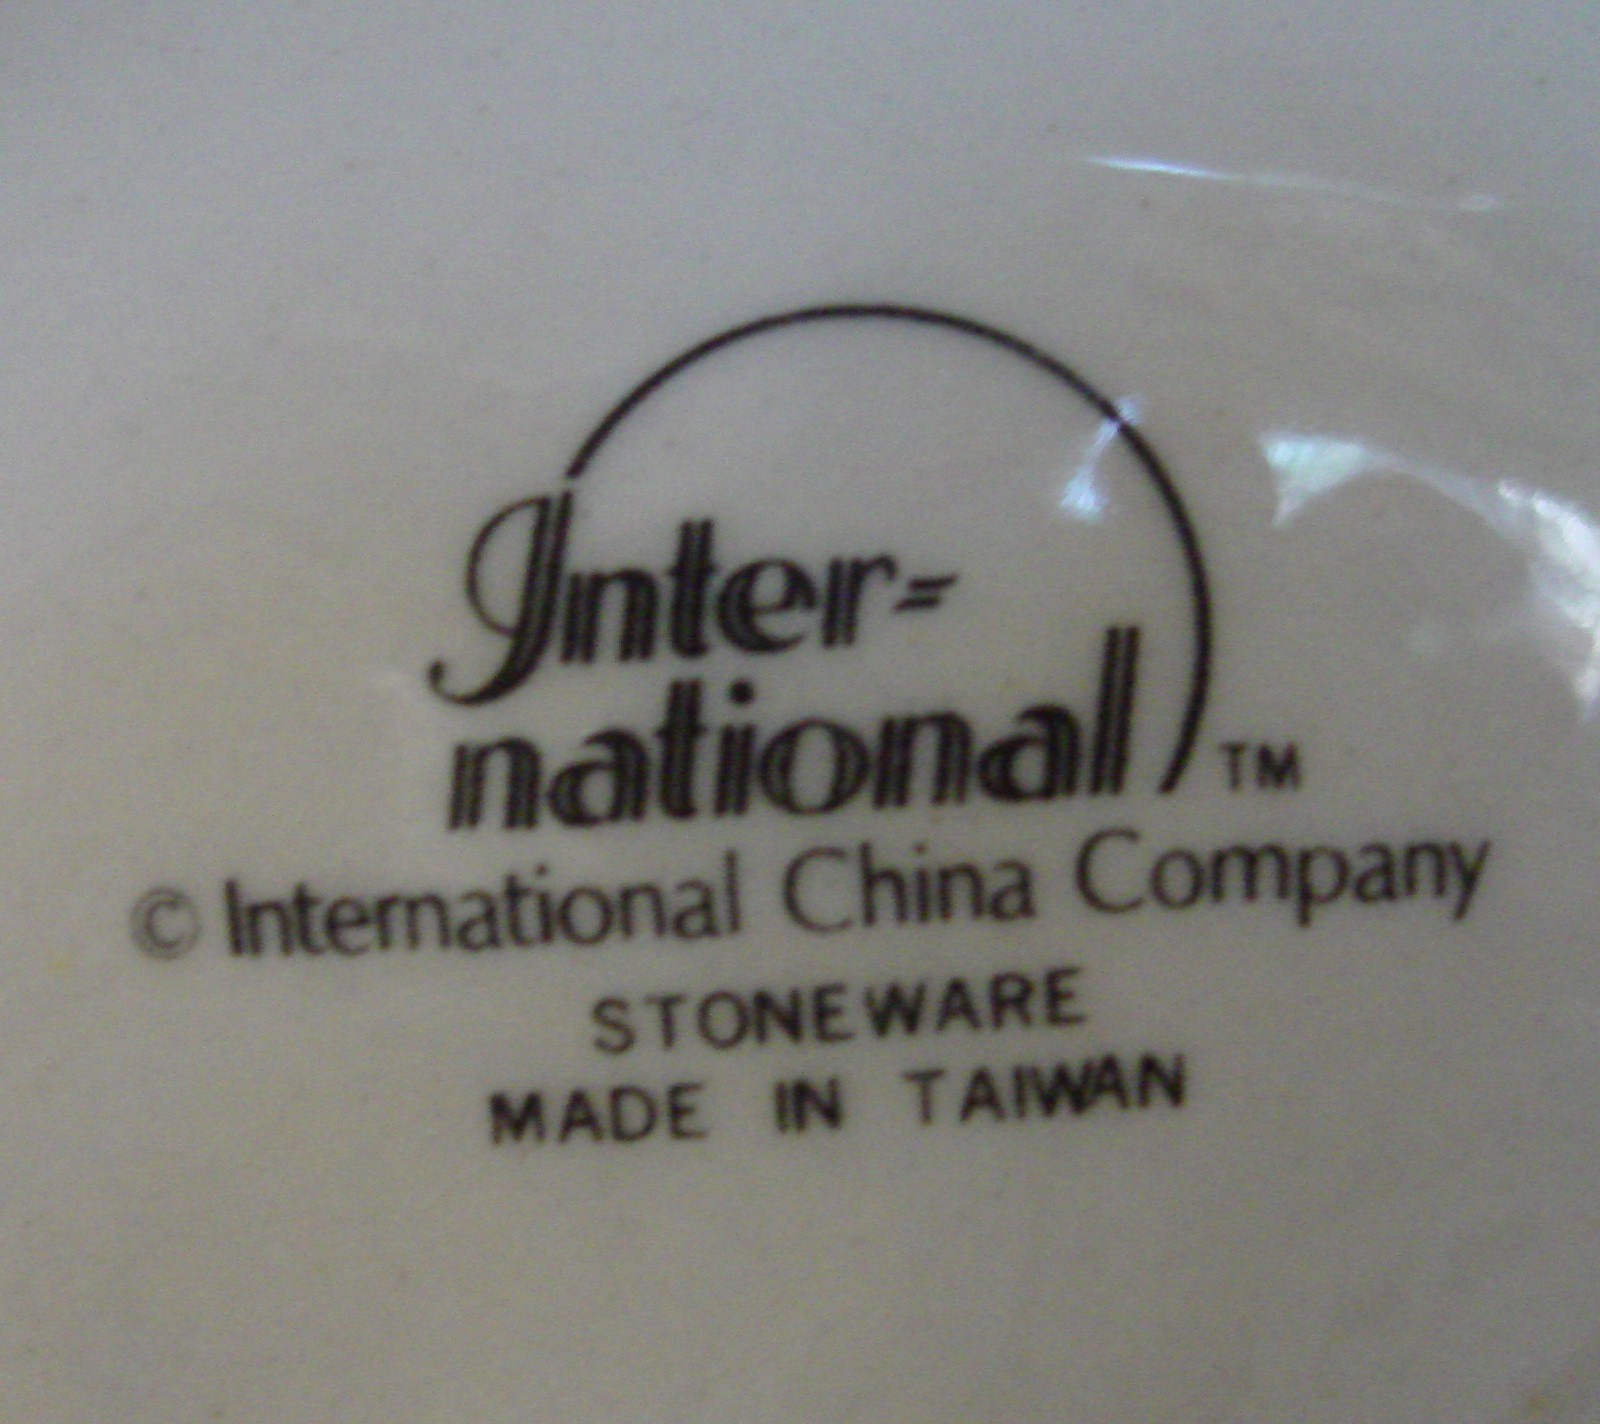 Inter=
national TM
© International China Company
STONEWARE
MADE IN TAIWAN